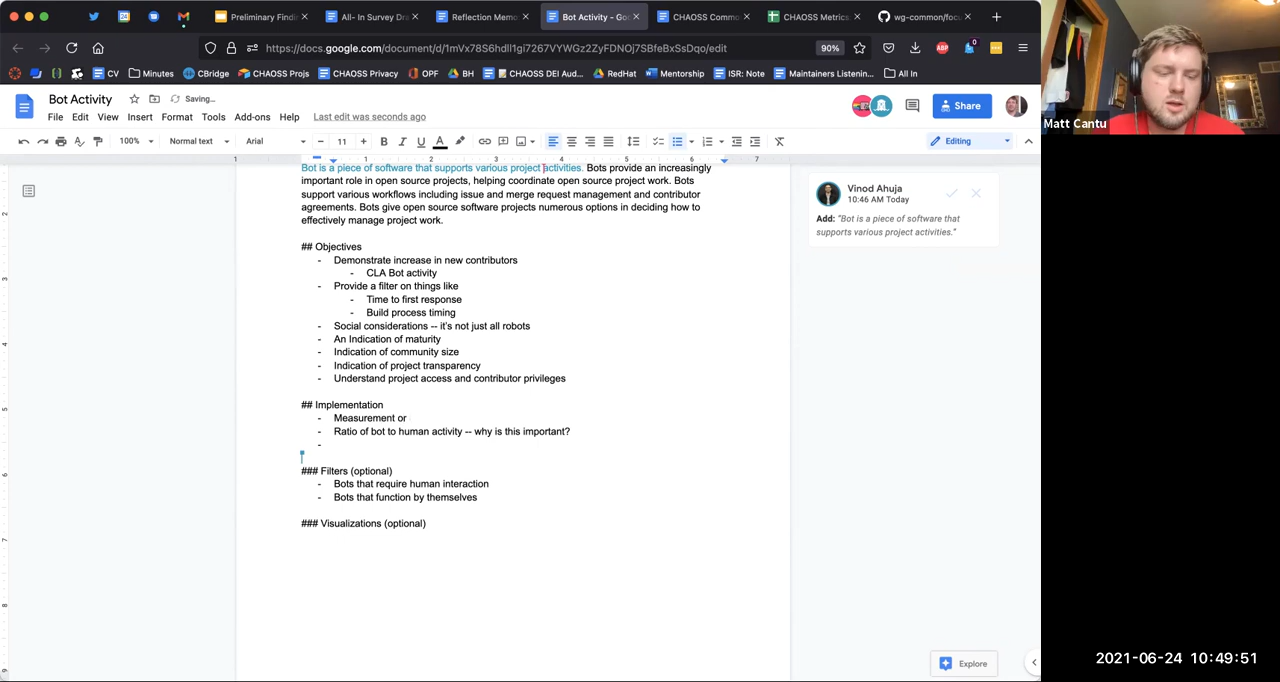 Preliminary Findi
All- In Survey Dra
Reflection Memo
Bot Activity - Go
CHAOSS Commo
CHAOSS Metrics
wg-common/focu
https://docs.google.com/document/d/1mVx78S6hdlI1gi7267VYWGz2ZyFDNOj7SBfeBxSsDqo/edit
90%
ABP
0
CV
Minutes
CBridge
CHAOSS Projs
CHAOSS Privacy
OPF
BH
CHAOSS DEI Aud...
RedHat
Mentorship
ISR: Note
Maintainers Listenin...
All In
Bot Activity
Saving...
File Edit View Insert Format Tools Add-ons Help
Last edit was seconds ago
Share
100%
Normal text
Arial
11
B I U A
Editing
1 1 2 3 4 5 6 7
Bot is a piece of software that supports various project activities. Bots provide an increasingly
important role in open source projects, helping coordinate open source project work. Bots
support various workflows including issue and merge request management and contributor
agreements. Bots give open source software projects numerous options in deciding how to
effectively manage project work.
## Objectives
- Demonstrate increase in new contributors
- CLA Bot activity
- Provide a filter on things like
- Time to first response
- Build process timing
- Social considerations -- it's not just all robots
- An Indication of maturity
- Indication of community size
- Indication of project transparency
- Understand project access and contributor privileges
## Implementation
- Measurement or
- Ratio of bot to human activity -- why is this important?
-
### Filters (optional)
- Bots that require human interaction
- Bots that function by themselves
### Visualizations (optional)
Vinod Ahuja
10:46 AM Today
Add: "Bot is a piece of software that
supports various project activities."
Explore
Matt Cantu
2021-06-24 10:49:51